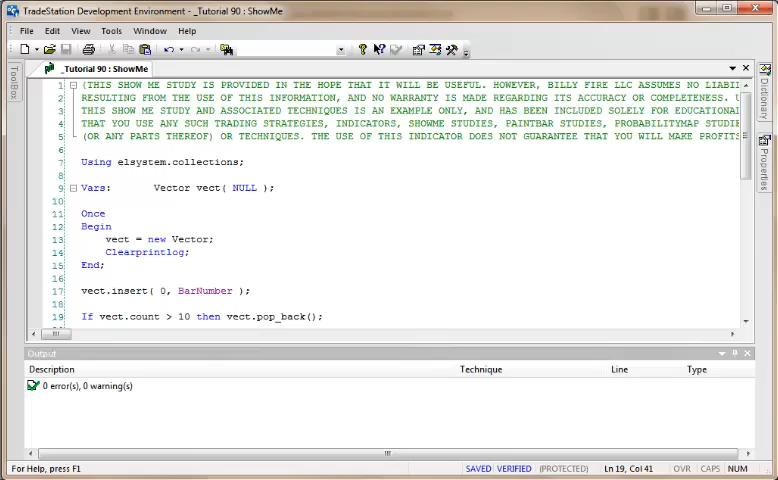 TradeStation Development Environment - _Tutorial 90 : ShowMe
File Edit View Tools Window Help
_Tutorial 90 : ShowMe
ToolBox
Dictionary
Properties
1 {THIS SHOW ME STUDY IS PROVIDED IN THE HOPE THAT IT WILL BE USEFUL. HOWEVER, BILLY FIRE LLC ASSUMES NO LIABI
2 RESULTING FROM THE USE OF THIS INFORMATION, AND NO WARRANTY IS MADE REGARDING ITS ACCURACY OR COMPLETENESS. U
3 THIS SHOW ME STUDY AND ASSOCIATED TECHNIQUES IS AN EXAMPLE ONLY, AND HAS BEEN INCLUDED SOLELY FOR EDUCATIONA
4 THAT YOU USE ANY SUCH TRADING STRATEGIES, INDICATORS, SHOWME STUDIES, PAINTBAR STUDIES, PROBABILITYMAP STUDI
5 (OR ANY PARTS THEREOF) OR TECHNIQUES. THE USE OF THIS INDICATOR DOES NOT GUARANTEE THAT YOU WILL MAKE PROFITS
6
7 Using elsystem.collections;
8
9 Vars: Vector vect( NULL );
10
11 Once
12 Begin
13 vect = new Vector;
14 Clearprintlog;
15 End;
16
17 vect.insert( 0, BarNumber );
18
19 If vect.count > 10 then vect.pop_back();
Output
Description Technique Line Type
0 error(s), 0 warning(s)
For Help, press F1 SAVED VERIFIED (PROTECTED) Ln 19, Col 41 OVR CAPS NUM